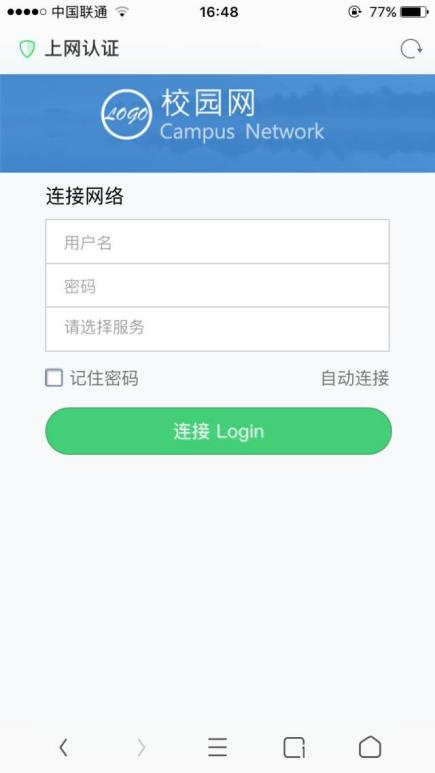 中国联通 16:48 77%
上网认证
LOGO 校园网
Campus Network
连接网络
用户名
密码
请选择服务
记住密码 自动连接
连接 Login